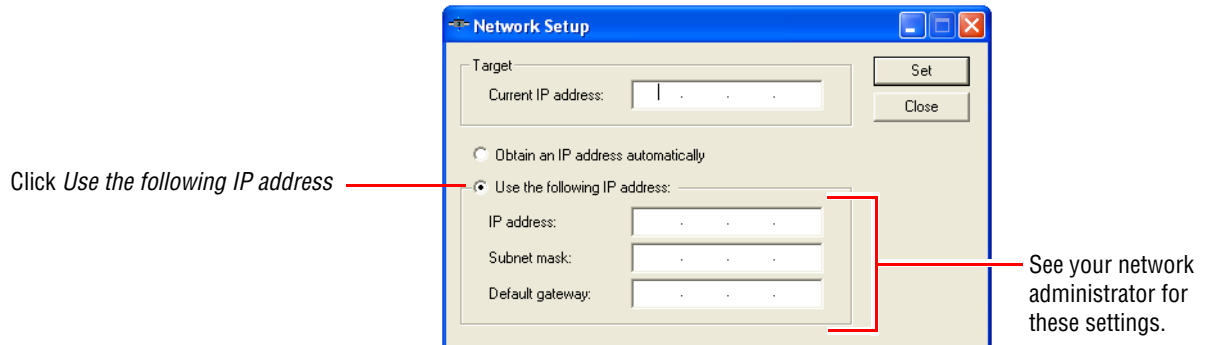 Network Setup
Target
Current IP address:
. . .
Set
Close
Obtain an IP address automatically
Click Use the following IP address
Use the following IP address:
IP address:
. . .
Subnet mask:
. . .
Default gateway:
. . .
See your network
administrator for
these settings.